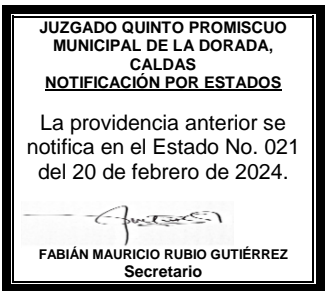 JUZGADO QUINTO PROMISCUO
MUNICIPAL DE LA DORADA,
CALDAS
NOTIFICACIÓN POR ESTADOS
La providencia anterior se
notifica en el Estado No. 021
del 20 de febrero de 2024.
FABIÁN MAURICIO RUBIO GUTIÉRREZ
Secretario